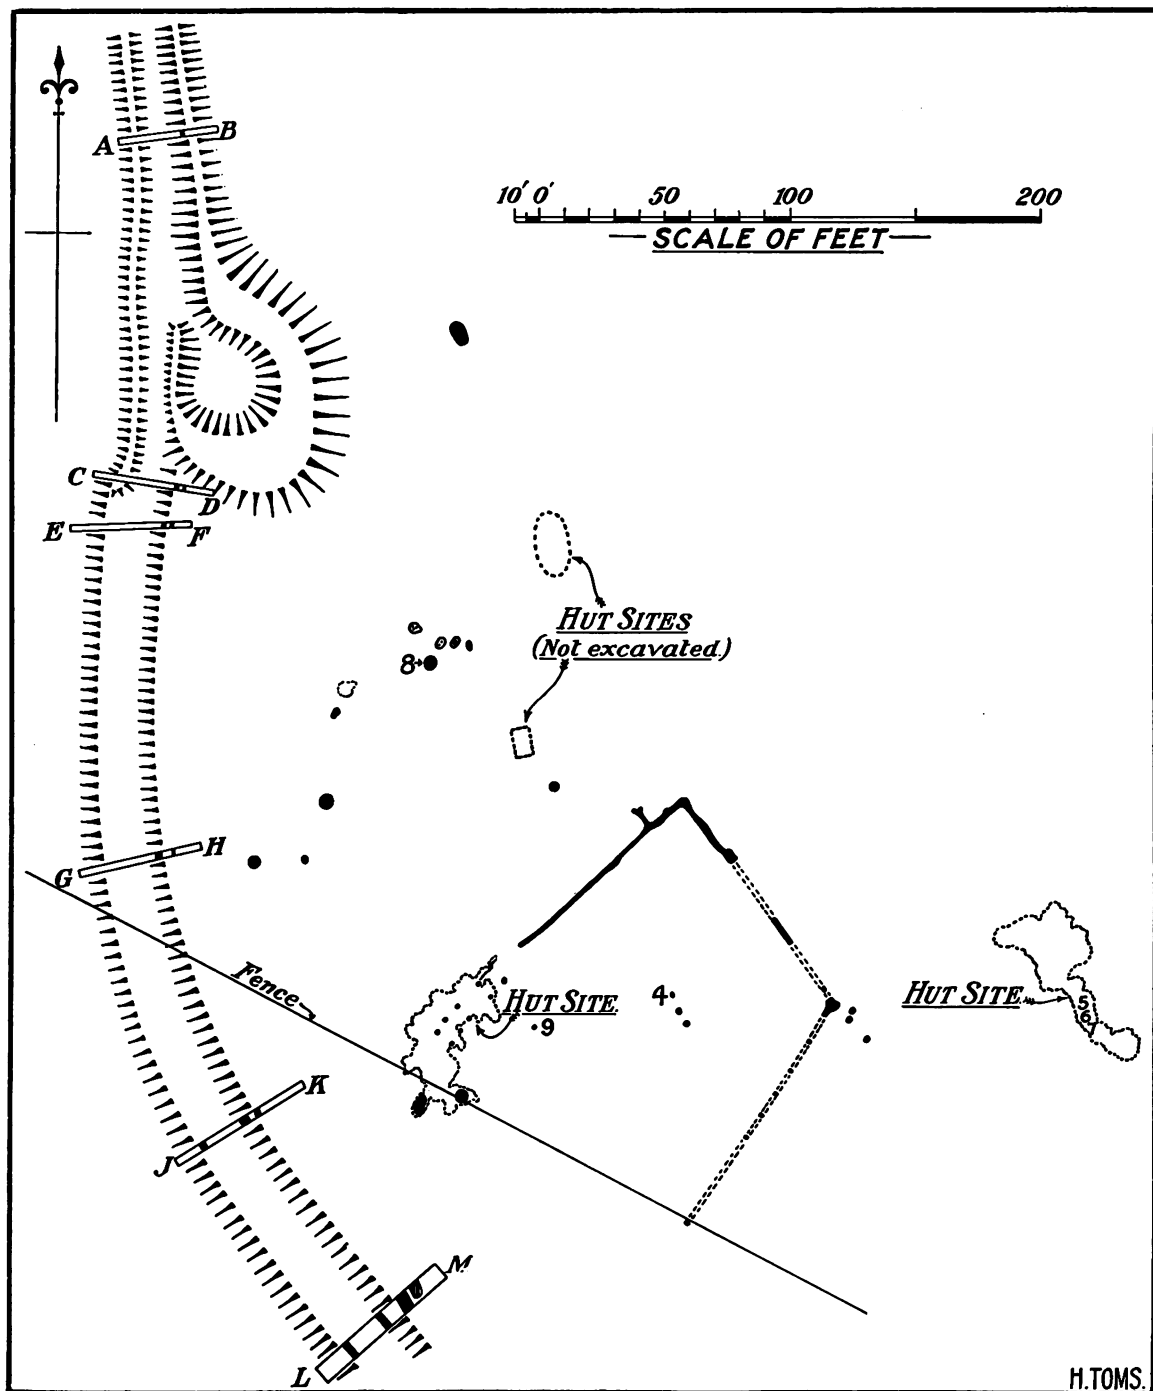 A B
10' 0' 50 100 200
SCALE OF FEET
C D
E F
HUT SITES
(Not excavated.)
8
G H
Fence
HUT SITE.
4
9
HUT SITE
5
6
J K
L M
H.TOMS.